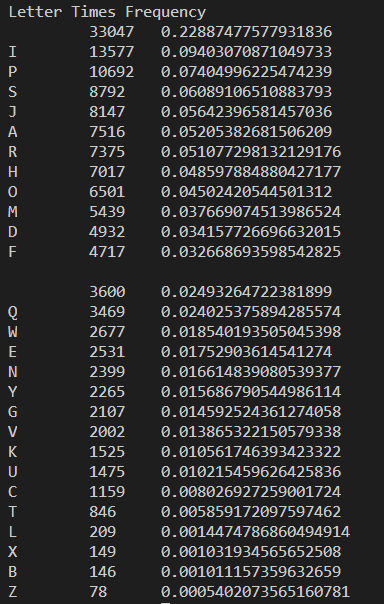 Letter Times Frequency
33047 0.22887477577931836
I 13577 0.09403070871049733
P 10692 0.07404996225474239
S 8792 0.06089106510883793
J 8147 0.05642396581457036
A 7516 0.05205382681506209
R 7375 0.051077298132129176
H 7017 0.048597884880427177
O 6501 0.04502420544501312
M 5439 0.037669074513986524
D 4932 0.034157726696632015
F 4717 0.032668693598542825
3600 0.02493264722381899
Q 3469 0.024025375894285574
W 2677 0.018540193505045398
E 2531 0.01752903614541274
N 2399 0.016614839080539377
Y 2265 0.015686790544986114
G 2107 0.014592524361274058
V 2002 0.013865322150579338
K 1525 0.010561746393423322
U 1475 0.010215459626425836
C 1159 0.008026927259001724
T 846 0.005859172097597462
L 209 0.0014474786860494914
X 149 0.001031934565652508
B 146 0.001011157359632659
Z 78 0.0005402073565160781